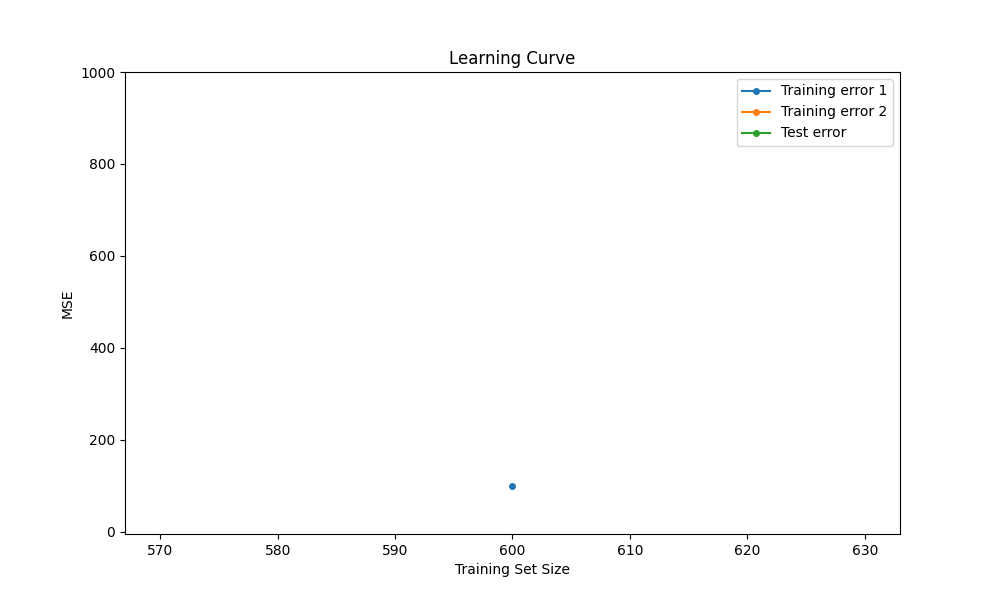 Learning Curve
1000
800
600
400
200
0
MSE
Training error 1
Training error 2
Test error
570 580 590 600 610 620 630
Training Set Size